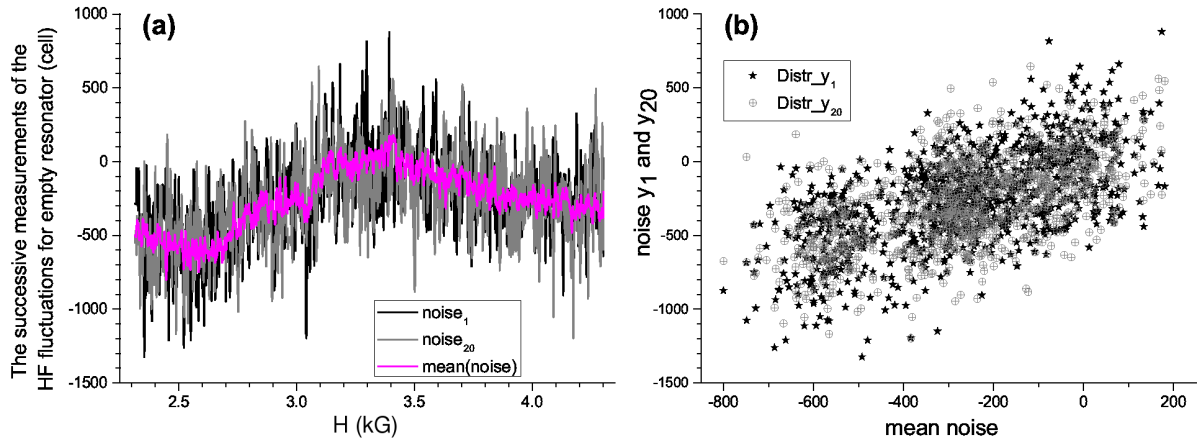 The successive measurements of the
HF fluctuations for empty resonator (cell)
1000
500
0
-500
-1000
-1500
(a)
noise1
noise20
mean(noise)
2.5
3.0
3.5
4.0
H (kG)
noise y1 and y20
1000
500
0
-500
-1000
-1500
(b)
Distr_y1
Distr_y20
-800
-600
-400
-200
0
200
mean noise